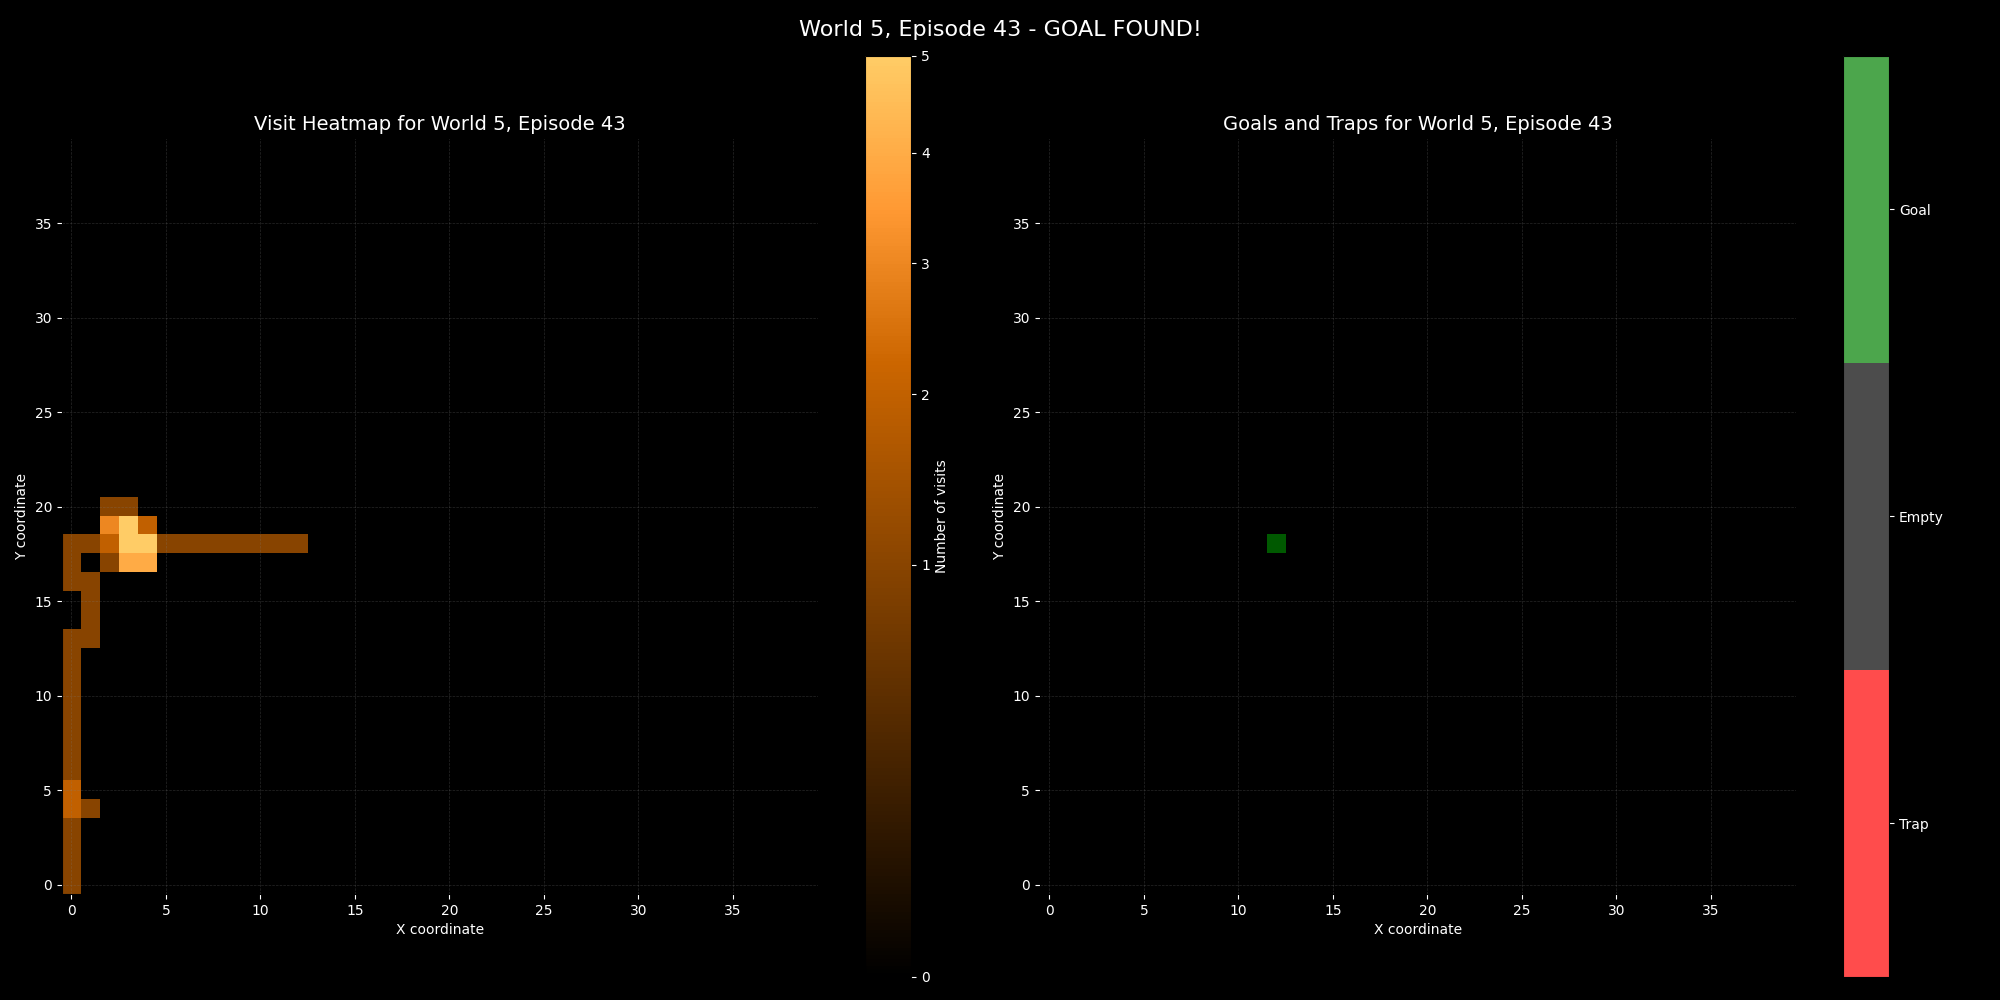 World 5, Episode 43 - GOAL FOUND!
Visit Heatmap for World 5, Episode 43
35
30
25
20
15
10
5
0
Y coordinate
0 5 10 15 20 25 30 35
X coordinate
5
4
3
2
1
0
Number of visits
Goals and Traps for World 5, Episode 43
35
30
25
20
15
10
5
0
Y coordinate
0 5 10 15 20 25 30 35
X coordinate
Goal
Empty
Trap